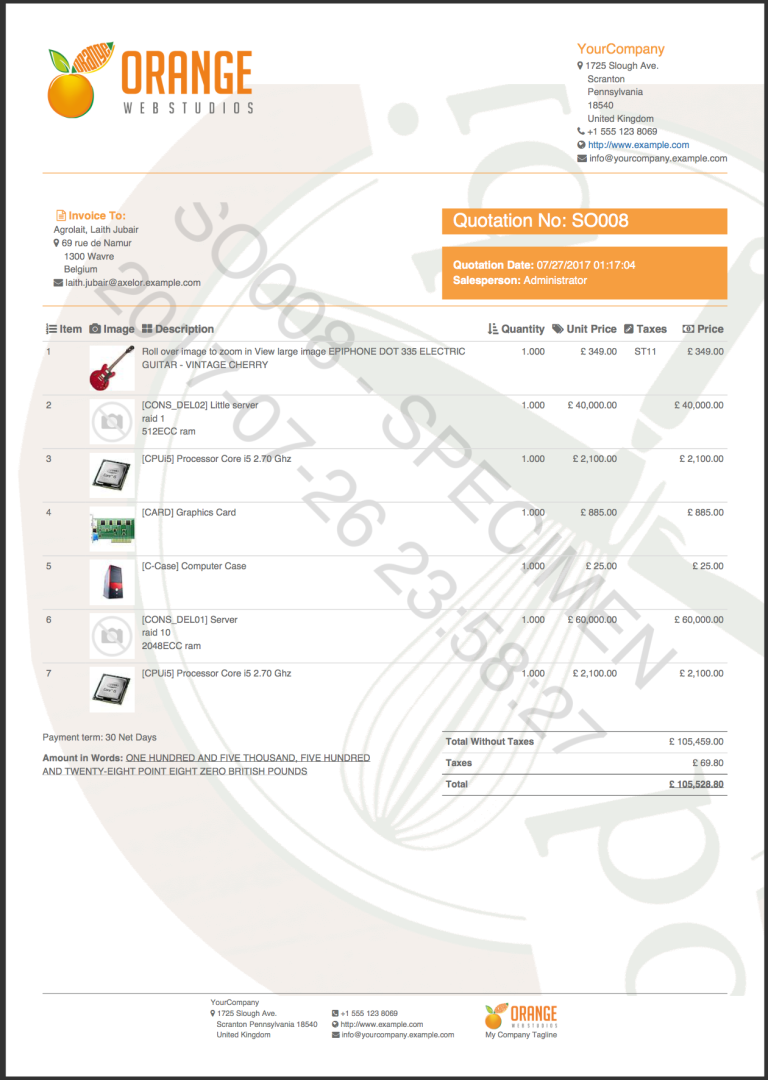 ORANGE
WEBSTUDIOS
YourCompany
1725 Slough Ave.
Scranton
Pennsylvania
18540
United Kingdom
+1 555 123 8069
http://www.example.com
info@yourcompany.example.com
Invoice To:
Agrolait, Laith Jubair
69 rue de Namur
1300 Wavre
Belgium
laith.jubair@axelor.example.com
Quotation No: SO008
Quotation Date: 07/27/2017 01:17:04
Salesperson: Administrator
SO008 - SPECIMEN
2017-07-26 23:58:27
Item Image Description Quantity Unit Price Taxes Price
1 Roll over image to zoom in View large image EPIPHONE DOT 335 ELECTRIC 1.000 £ 349.00 ST11 £ 349.00
GUITAR - VINTAGE CHERRY
2 [CONS_DEL02] Little server 1.000 £ 40,000.00 £ 40,000.00
raid 1
512ECC ram
3 [CPUi5] Processor Core i5 2.70 Ghz 1.000 £ 2,100.00 £ 2,100.00
4 [CARD] Graphics Card 1.000 £ 885.00 £ 885.00
5 [C-Case] Computer Case 1.000 £ 25.00 £ 25.00
6 [CONS_DEL01] Server 1.000 £ 60,000.00 £ 60,000.00
raid 10
2048ECC ram
7 [CPUi5] Processor Core i5 2.70 Ghz 1.000 £ 2,100.00 £ 2,100.00
Payment term: 30 Net Days
Amount in Words: ONE HUNDRED AND FIVE THOUSAND, FIVE HUNDRED
AND TWENTY-EIGHT POINT EIGHT ZERO BRITISH POUNDS
Total Without Taxes £ 105,459.00
Taxes £ 69.80
Total £ 105,528.80
YourCompany
1725 Slough Ave.
Scranton Pennsylvania 18540
United Kingdom
+1 555 123 8069
http://www.example.com
info@yourcompany.example.com
ORANGE
WEBSTUDIOS
My Company Tagline